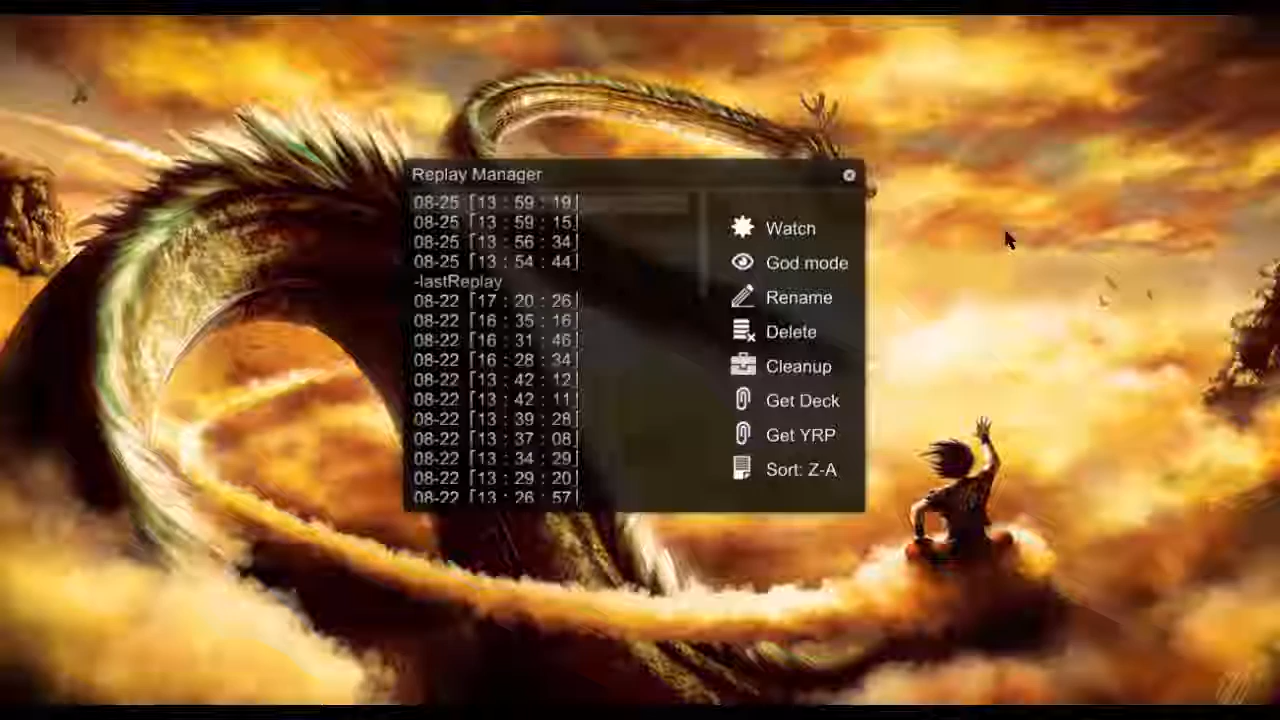 Replay Manager
08-25 [13 : 59 : 19]
08-25 [13 : 59 : 15]
08-25 [13 : 56 : 34]
08-25 [13 : 54 : 44]
-lastReplay
08-22 [17 : 20 : 26]
08-22 [16 : 35 : 16]
08-22 [16 : 31 : 46]
08-22 [16 : 28 : 34]
08-22 [13 : 42 : 12]
08-22 [13 : 42 : 11]
08-22 [13 : 39 : 28]
08-22 [13 : 37 : 08]
08-22 [13 : 34 : 29]
08-22 [13 : 29 : 20]
08-22 [13 : 26 : 57]
Watch
God mode
Rename
Delete
Cleanup
Get Deck
Get YRP
Sort: Z-A